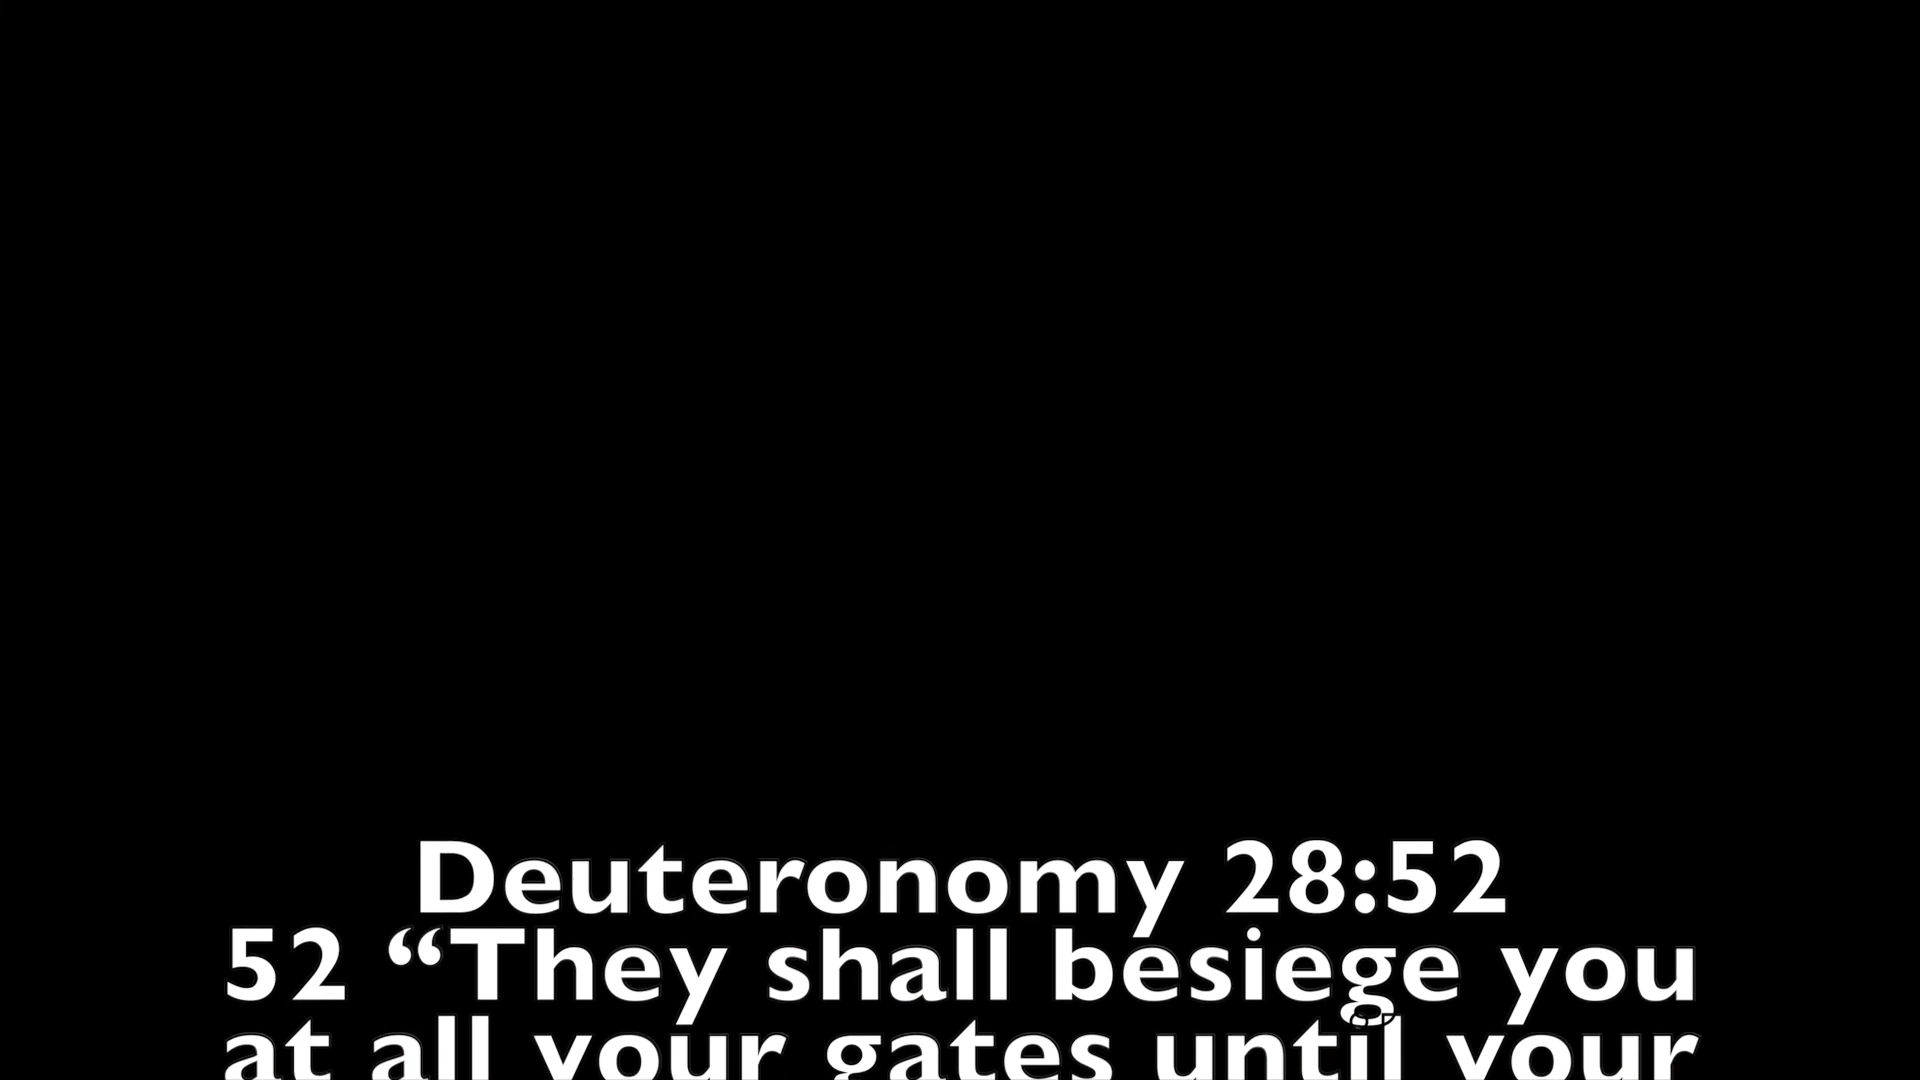 Deuteronomy 28:52
52 “They shall besiege you
at all your gates until your